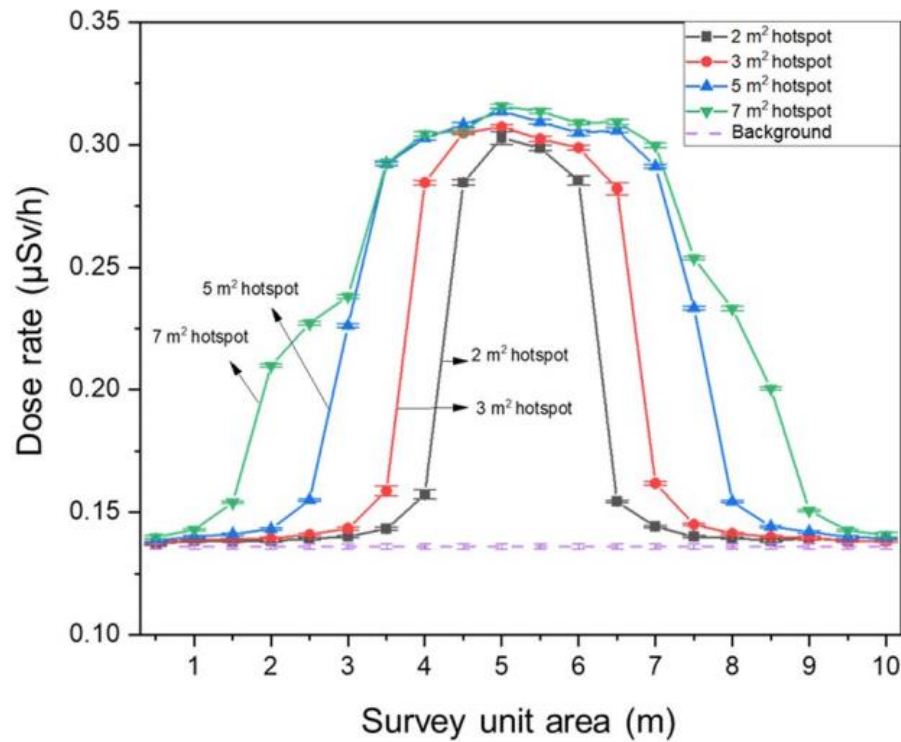 0.35
0.30
0.25
0.20
0.15
0.10
Dose rate (μSv/h)
2 m² hotspot
3 m² hotspot
5 m² hotspot
7 m² hotspot
Background
5 m² hotspot
7 m² hotspot
2 m² hotspot
3 m² hotspot
1 2 3 4 5 6 7 8 9 10
Survey unit area (m)